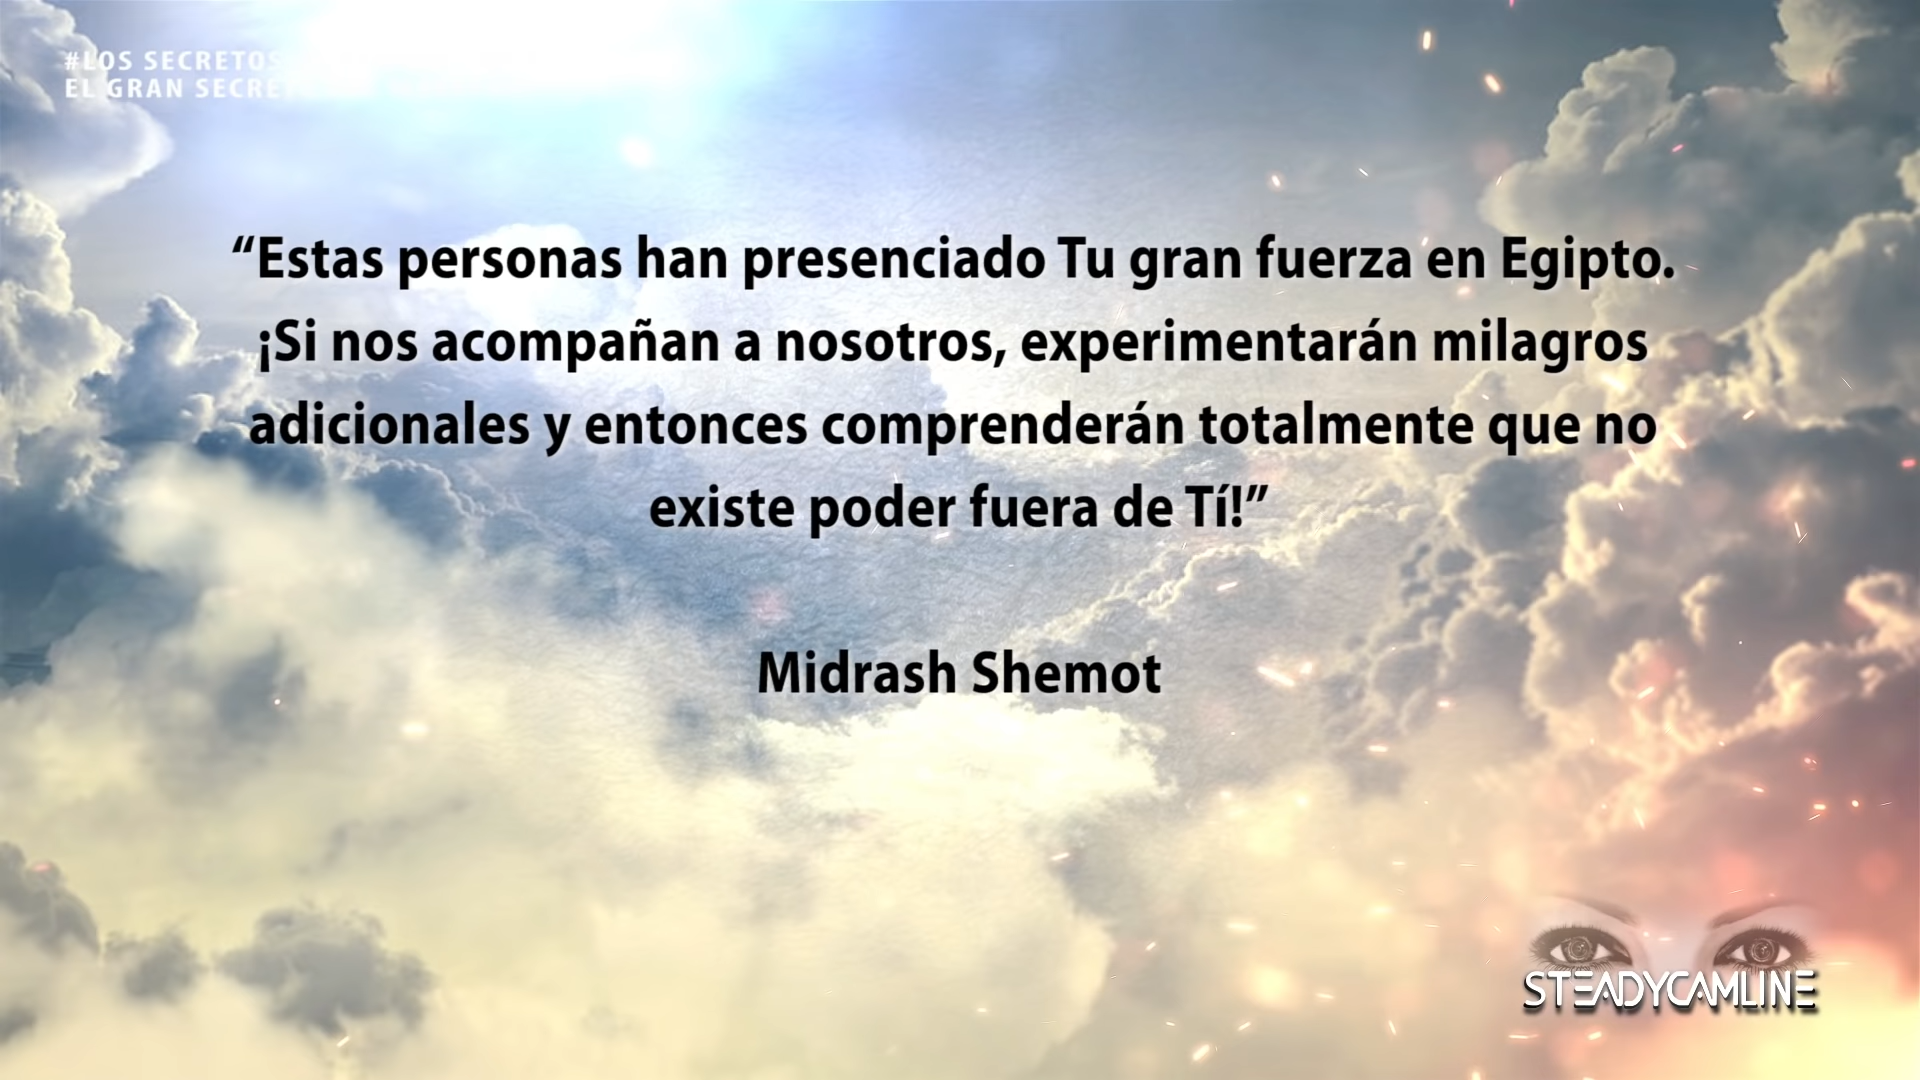 #LOS SECRETOS
EL GRAN
“Estas personas han presenciado Tu gran fuerza en Egipto.
¡Si nos acompañan a nosotros, experimentarán milagros
adicionales y entonces comprenderán totalmente que no
existe poder fuera de Tí!”
Midrash Shemot
STEADYCAMLINE